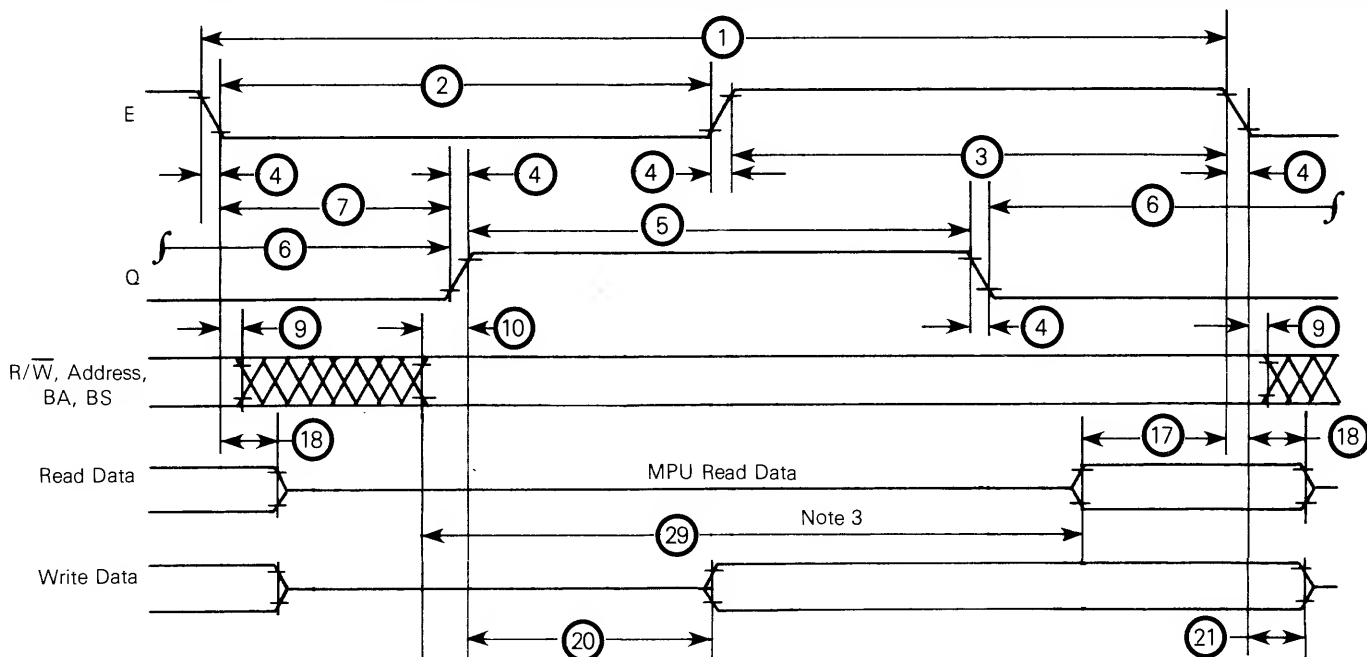 1
2
E
4
4
4
3
4
7
6
5
6
Q
9
10
4
9
R/W̅, Address,
BA, BS
18
17
18
Read Data
MPU Read Data
Note 3
29
Write Data
20
21